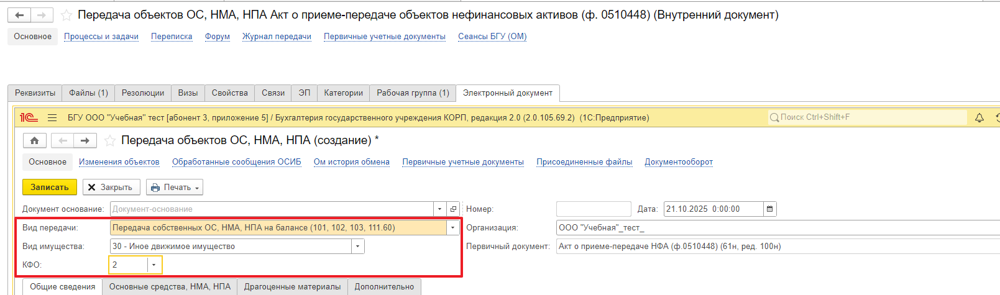 Передача объектов ОС, НМА, НПА Акт о приеме-передаче объектов нефинансовых активов (ф. 0510448) (Внутренний документ)
Основное Процессы и задачи Переписка Форум Журнал передачи Первичные учетные документы Сеансы БГУ (ОМ)
Реквизиты Файлы (1) Резолюции Визы Свойства Связи ЭП Категории Рабочая группа (1) Электронный документ
1С БГУ ООО "Учебная" тест [абонент 3, приложение 5] / Бухгалтерия государственного учреждения КОРП, редакция 2.0 (2.0.105.69.2) (1С:Предприятие) Поиск Ctrl+Shift+F
Передача объектов ОС, НМА, НПА (создание) *
Основное Изменения объектов Обработанные сообщения ОСИБ Ом история обмена Первичные учетные документы Присоединенные файлы Документооборот
Записать Закрыть Печать
Документ основание: Документ-основание Номер: Дата: 21.10.2025 0:00:00
Вид передачи: Передача собственных ОС, НМА, НПА на балансе (101, 102, 103, 111.60) Организация: ООО "Учебная"_тест_
Вид имущества: 30 - Иное движимое имущество Первичный документ: Акт о приеме-передаче НФА (ф.0510448) (61н, ред. 100н)
КФО: 2
Общие сведения Основные средства, НМА, НПА Драгоценные материалы Дополнительно